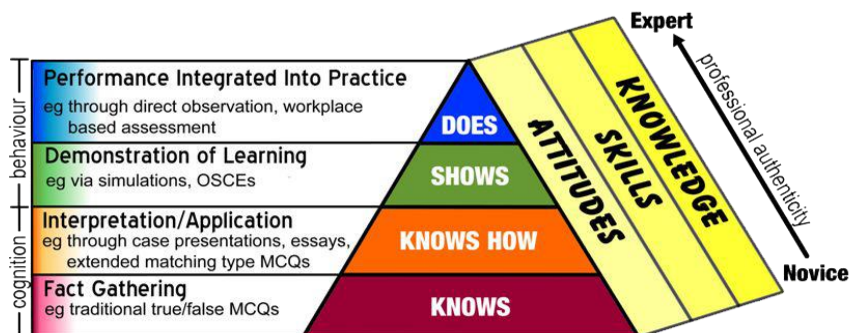 Performance Integrated Into Practice
eg through direct observation, workplace
based assessment
DOES
Demonstration of Learning
eg via simulations, OSCEs
SHOWS
Interpretation/Application
eg through case presentations, essays,
extended matching type MCQs
KNOWS HOW
Fact Gathering
eg traditional true/false MCQs
KNOWS
behaviour
cognition
ATTITUDES
SKILLS
KNOWLEDGE
Expert
professional authenticity
Novice